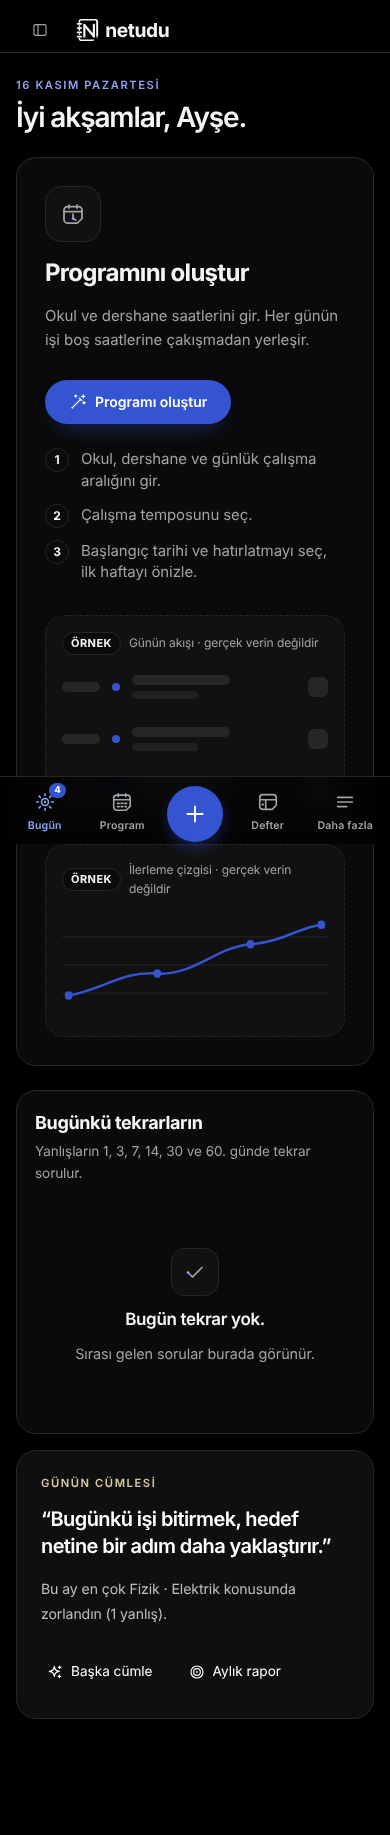 netudu
16 KASIM PAZARTESİ
İyi akşamlar, Ayşe.
Programını oluştur
Okul ve dershane saatlerini gir. Her günün
işi boş saatlerine çakışmadan yerleşir.
Programı oluştur
1 Okul, dershane ve günlük çalışma
aralığını gir.
2 Çalışma temposunu seç.
3 Başlangıç tarihi ve hatırlatmayı seç,
ilk haftayı önizle.
ÖRNEK Günün akışı · gerçek verin değildir
4
Bugün Program Defter Daha fazla
ÖRNEK İlerleme çizgisi · gerçek verin
değildir
Bugünkü tekrarların
Yanlışların 1, 3, 7, 14, 30 ve 60. günde tekrar
sorulur.
Bugün tekrar yok.
Sırası gelen sorular burada görünür.
GÜNÜN CÜMLESİ
“Bugünkü işi bitirmek, hedef
netine bir adım daha yaklaştırır.”
Bu ay en çok Fizik · Elektrik konusunda
zorlandın (1 yanlış).
Başka cümle Aylık rapor